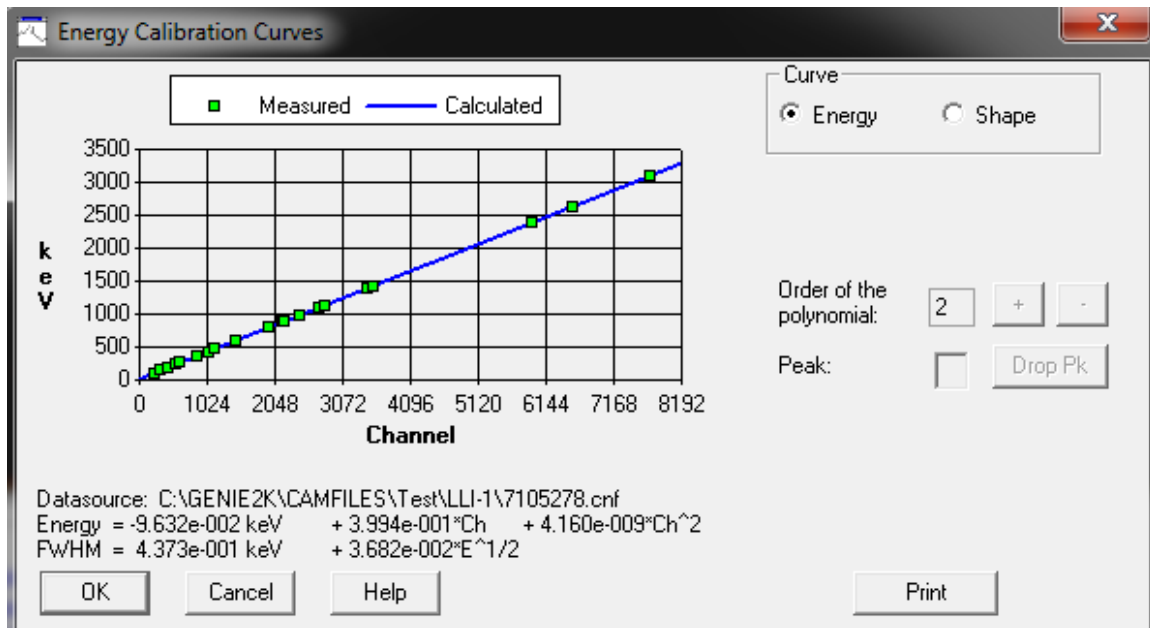 Energy Calibration Curves
x
Measured Calculated
Curve
Energy Shape
3500
3000
2500
2000
1500
1000
500
0
keV
0 1024 2048 3072 4096 5120 6144 7168 8192
Channel
Order of the
polynomial:
2 + -
Peak:
Drop Pk
Datasource: C:\GENIE2K\CAMFILES\Test\LLI-1\7105278.cnf
Energy = -9.632e-002 keV + 3.994e-001*Ch + 4.160e-009*Ch^2
FWHM = 4.373e-001 keV + 3.682e-002*E^1/2
OK Cancel Help Print